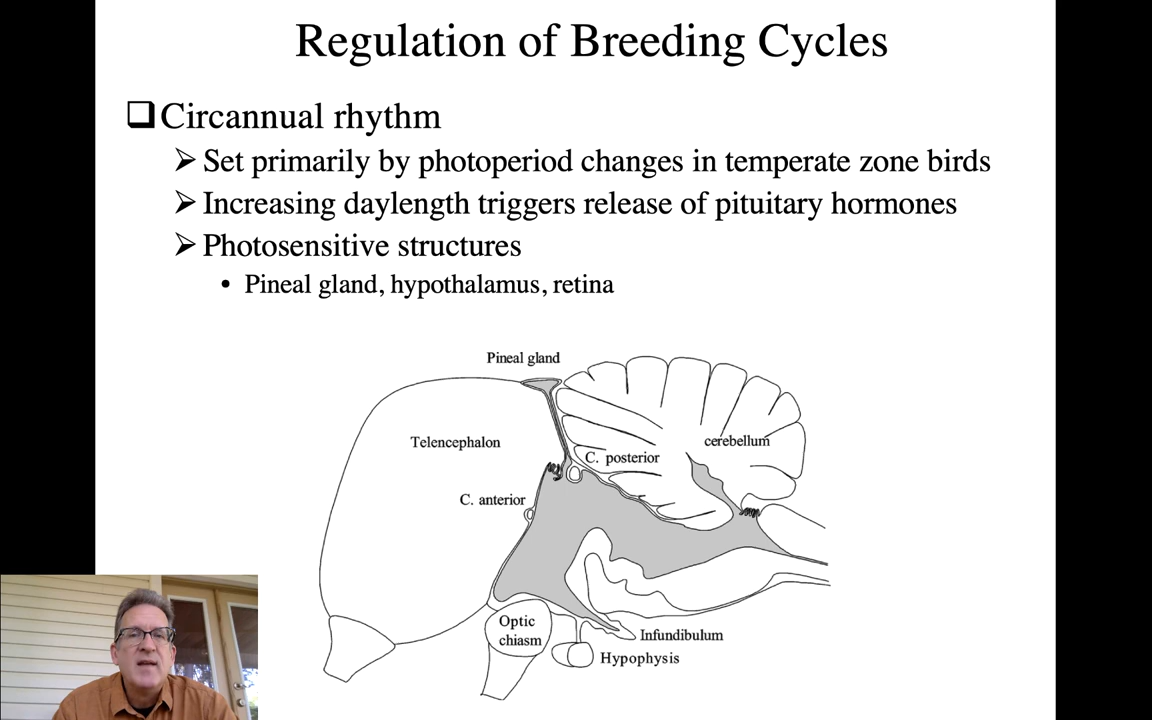 Regulation of Breeding Cycles
Circannual rhythm
Set primarily by photoperiod changes in temperate zone birds
Increasing daylength triggers release of pituitary hormones
Photosensitive structures
• Pineal gland, hypothalamus, retina
Pineal gland
Telencephalon
cerebellum
C. posterior
C. anterior
Optic
chiasm
Infundibulum
Hypophysis